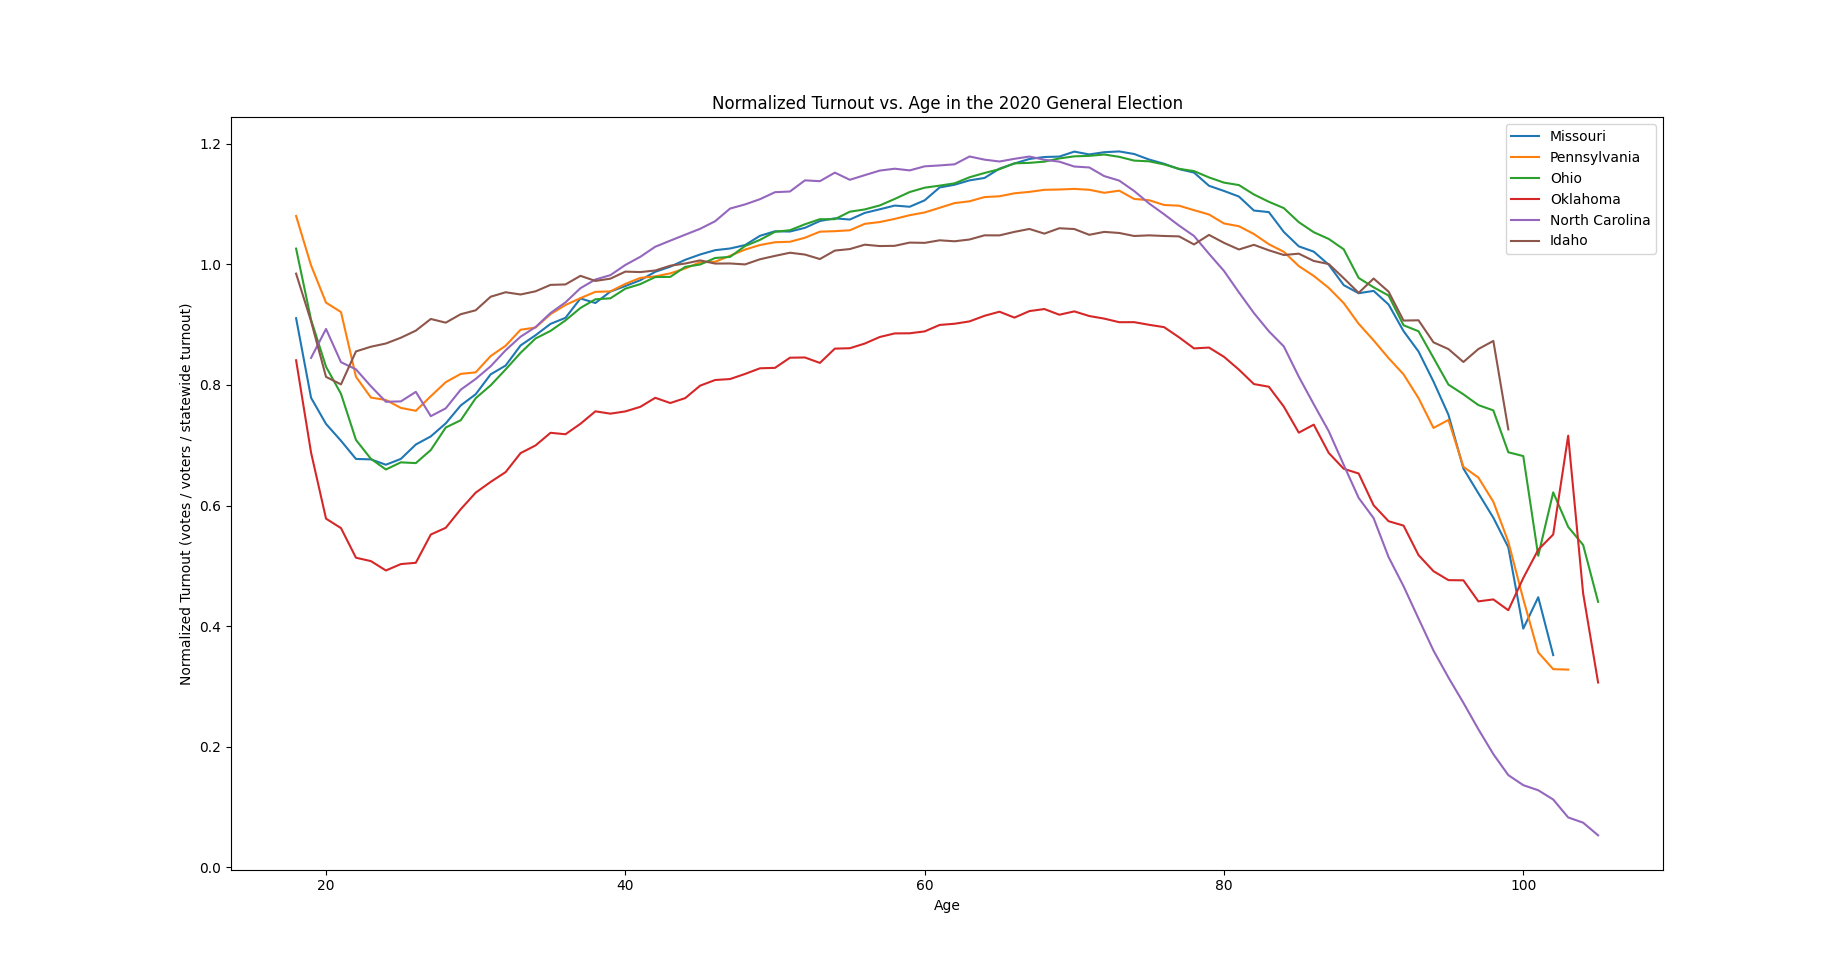 Normalized Turnout vs. Age in the 2020 General Election
Missouri
Pennsylvania
Ohio
Oklahoma
North Carolina
Idaho
Normalized Turnout (votes / voters / statewide turnout)
1.2
1.0
0.8
0.6
0.4
0.2
0.0
20 40 60 80 100
Age